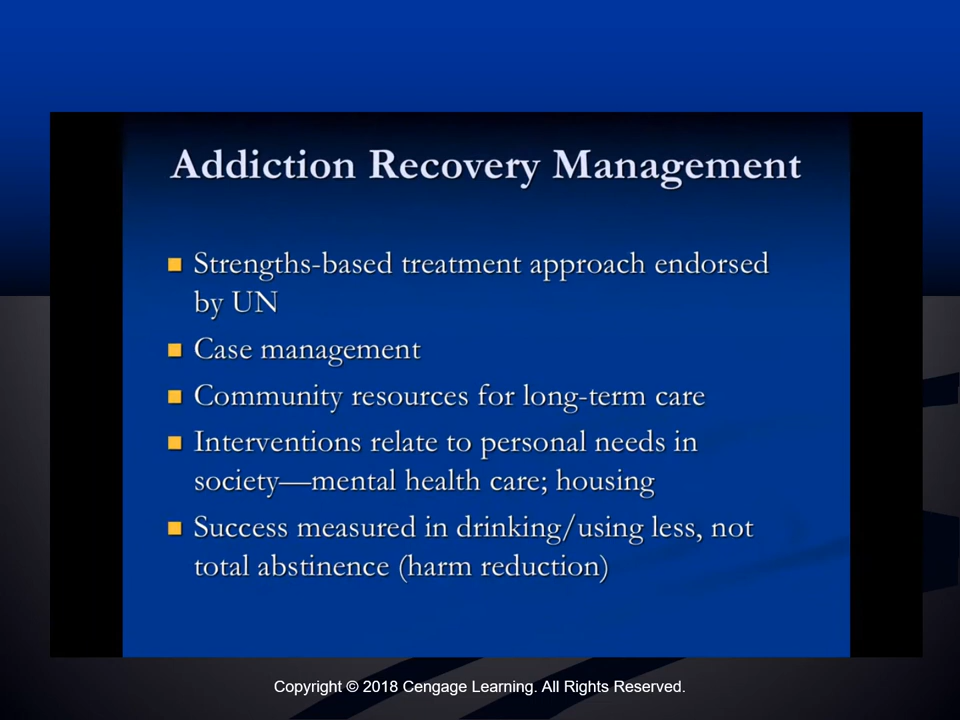 Addiction Recovery Management
Strengths-based treatment approach endorsed
by UN
Case management
Community resources for long-term care
Interventions relate to personal needs in
society—mental health care; housing
Success measured in drinking/using less, not
total abstinence (harm reduction)
Copyright © 2018 Cengage Learning. All Rights Reserved.